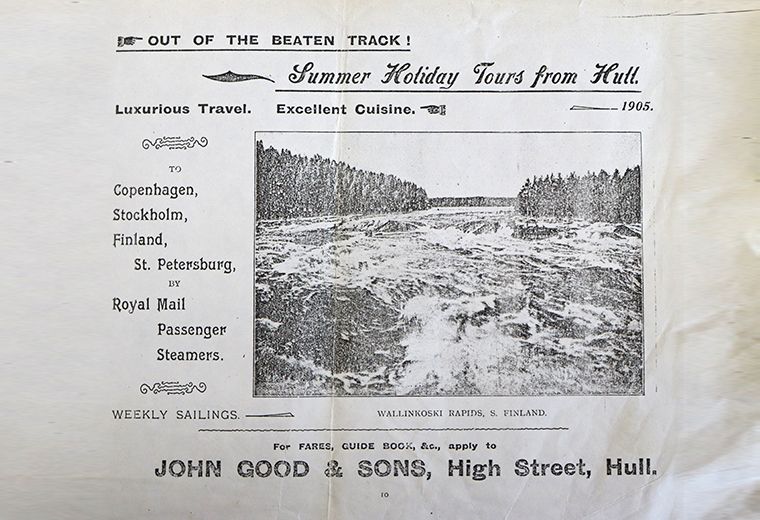 OUT OF THE BEATEN TRACK!
Summer Holiday Tours from Hull.
Luxurious Travel. Excellent Cuisine.
1905.
TO
Copenhagen,
Stockholm,
Finland,
St. Petersburg,
BY
Royal Mail
Passenger
Steamers.
WEEKLY SAILINGS.
WALLINKOSKI RAPIDS, S. FINLAND.
For FARES, GUIDE BOOK, &c., apply to
JOHN GOOD & SONS, High Street, Hull.
10